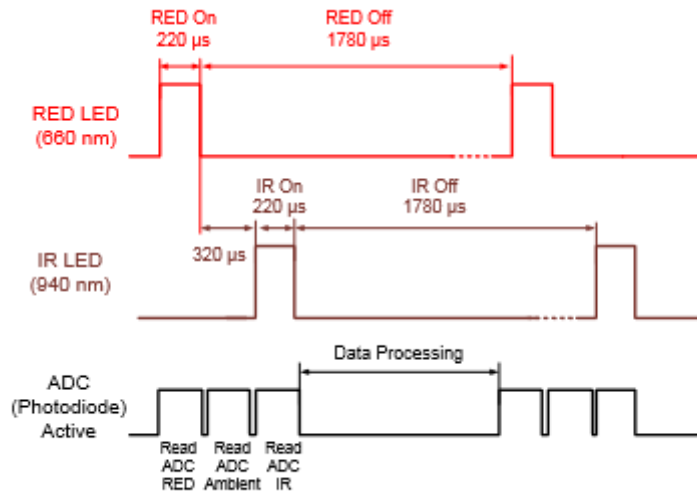 RED On
220 µs
RED Off
1780 µs
RED LED
(660 nm)
IR On
220 µs
IR Off
1780 µs
320 µs
IR LED
(940 nm)
Data Processing
ADC
(Photodiode)
Active
Read
ADC
RED
Read
ADC
Ambient
Read
ADC
IR